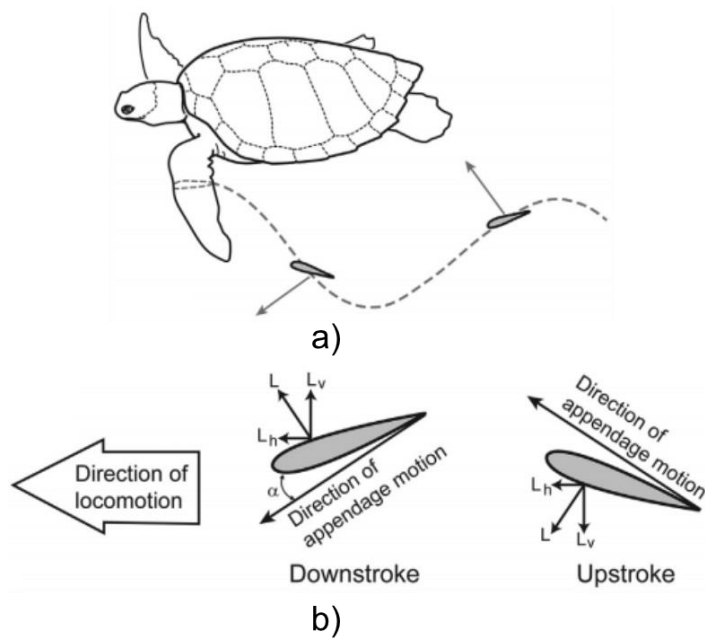 a)
L
Lv
Lh
α
Direction of
locomotion
Direction of
appendage motion
Downstroke
Direction of
appendage motion
Lh
L
Lv
Upstroke
b)